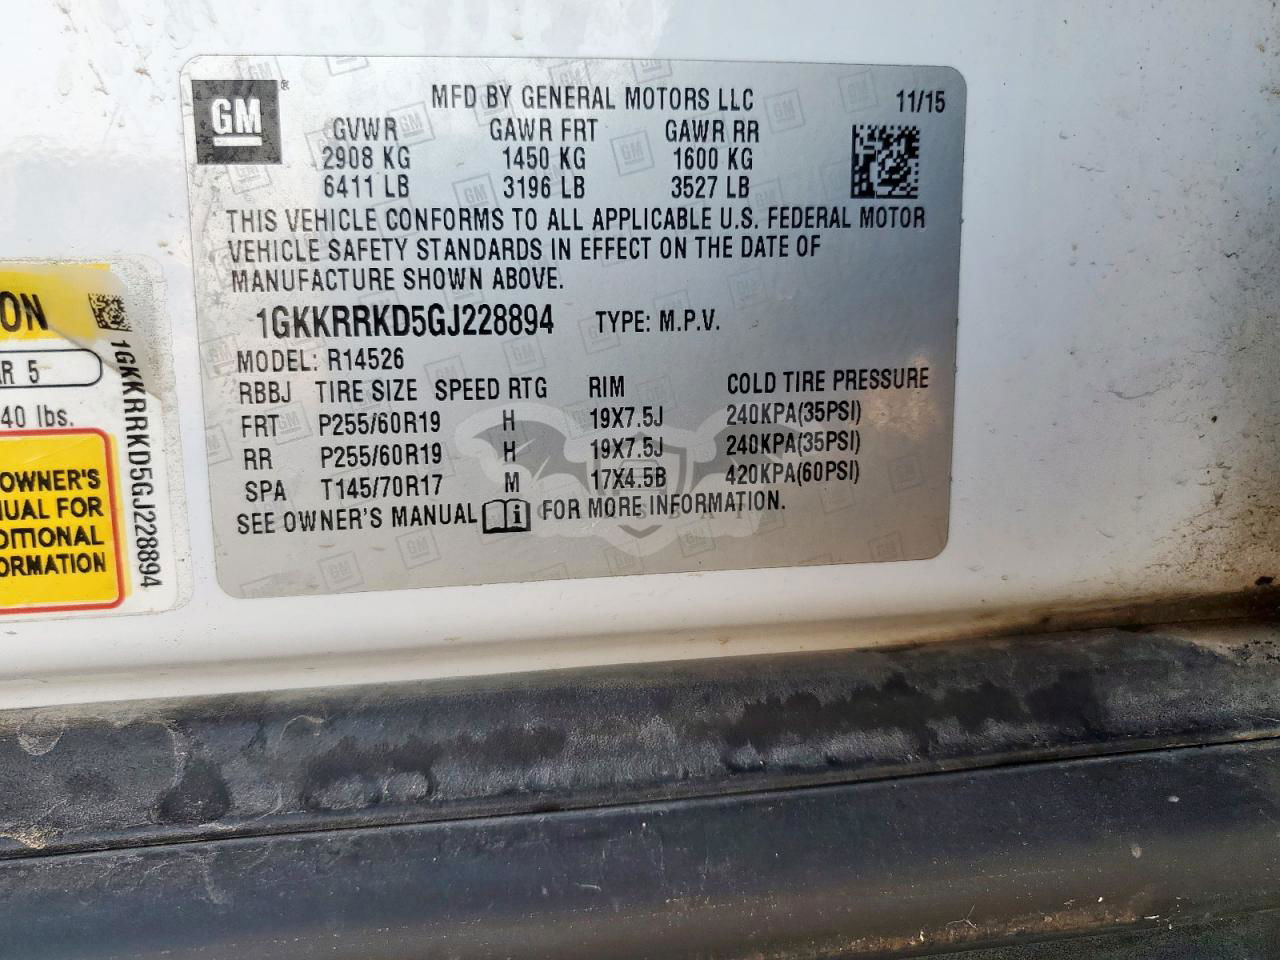 GM
MFD BY GENERAL MOTORS LLC 11/15
GVWR GAWR FRT GAWR RR
2908 KG 1450 KG 1600 KG
6411 LB 3196 LB 3527 LB
THIS VEHICLE CONFORMS TO ALL APPLICABLE U.S. FEDERAL MOTOR
VEHICLE SAFETY STANDARDS IN EFFECT ON THE DATE OF
MANUFACTURE SHOWN ABOVE.
1GKKRRKD5GJ228894 TYPE: M.P.V.
MODEL: R14526
RBBJ TIRE SIZE SPEED RTG RIM COLD TIRE PRESSURE
FRT P255/60R19 H 19X7.5J 240KPA(35PSI)
RR P255/60R19 H 19X7.5J 240KPA(35PSI)
SPA T145/70R17 M 17X4.5B 420KPA(60PSI)
SEE OWNER'S MANUAL i FOR MORE INFORMATION.
ON
R 5
40 lbs.
OWNER'S
UAL FOR
DITIONAL
ORMATION
1GKKRRKD5GJ228894